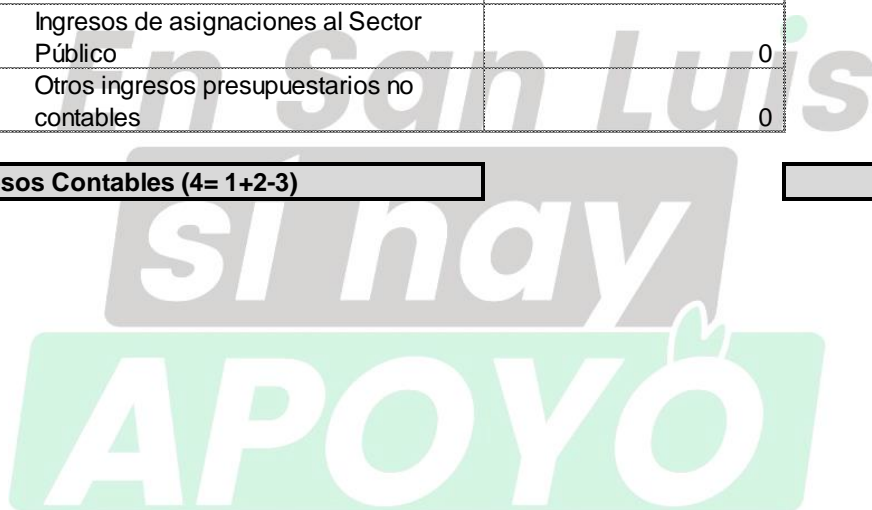 Ingresos de asignaciones al Sector
Público 0
Otros ingresos presupuestarios no
contables 0
sos Contables (4= 1+2-3)
En San Luis
sí hay
APOYO